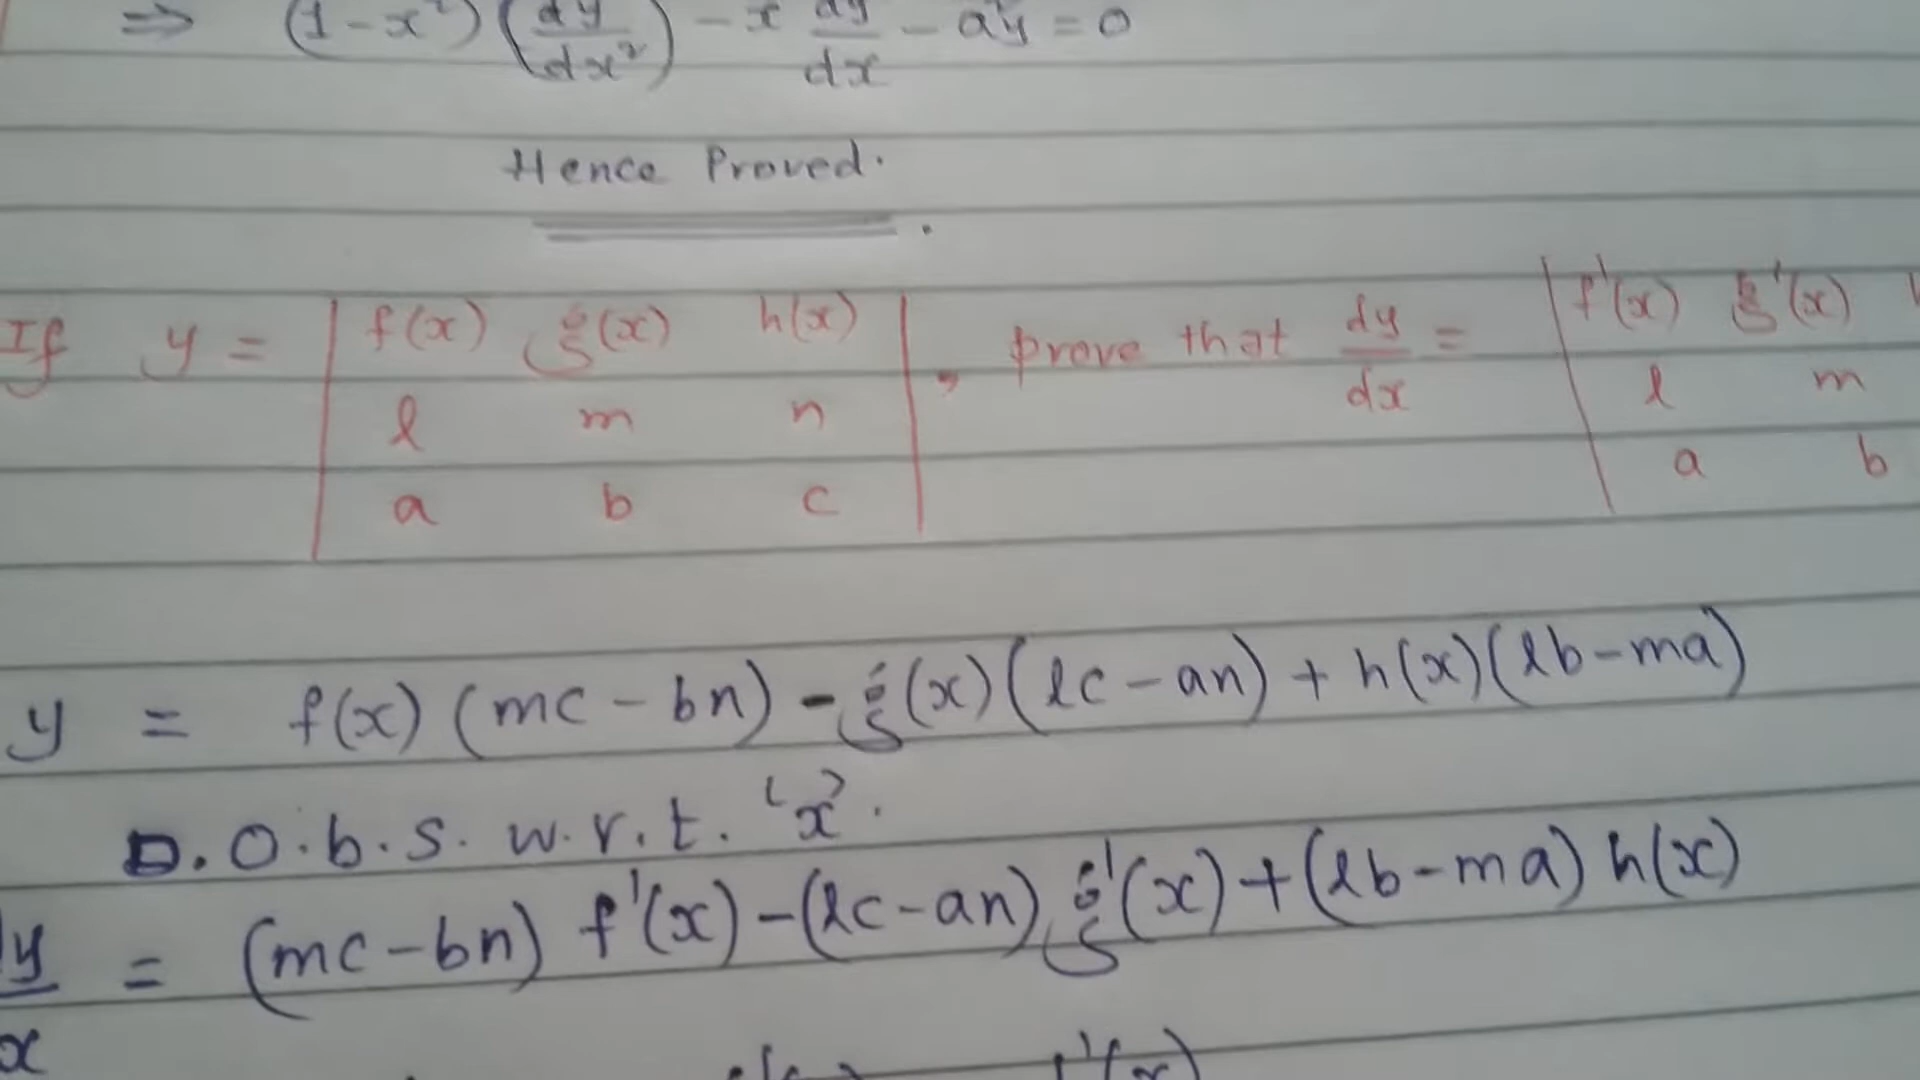 ⇒ (1-x²)(d²y/dx²) - x dy/dx - a²y = 0
Hence Proved.
If y = | f(x) g(x) h(x) | , prove that dy/dx = | f'(x) g'(x)
l m n l m
a b c a b
y = f(x) (mc - bn) - g(x) (lc - an) + h(x) (lb - ma)
D.O.b.s. w.r.t. 'x'.
dy/dx = (mc - bn) f'(x) - (lc - an) g'(x) + (lb - ma) h(x)